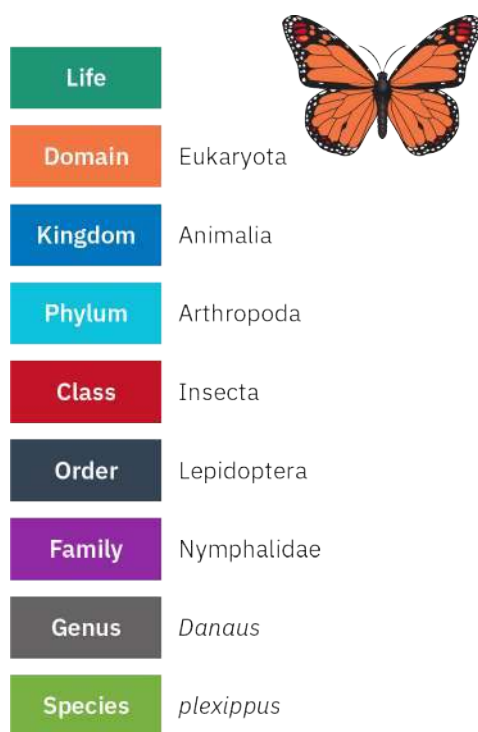 Life
Domain Eukaryota
Kingdom Animalia
Phylum Arthropoda
Class Insecta
Order Lepidoptera
Family Nymphalidae
Genus Danaus
Species plexippus